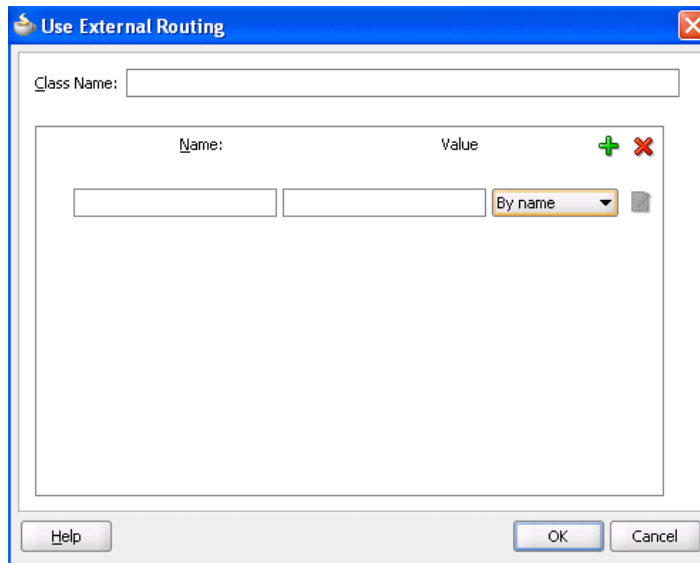 Use External Routing
Class Name:
Name: Value
By name
Help OK Cancel